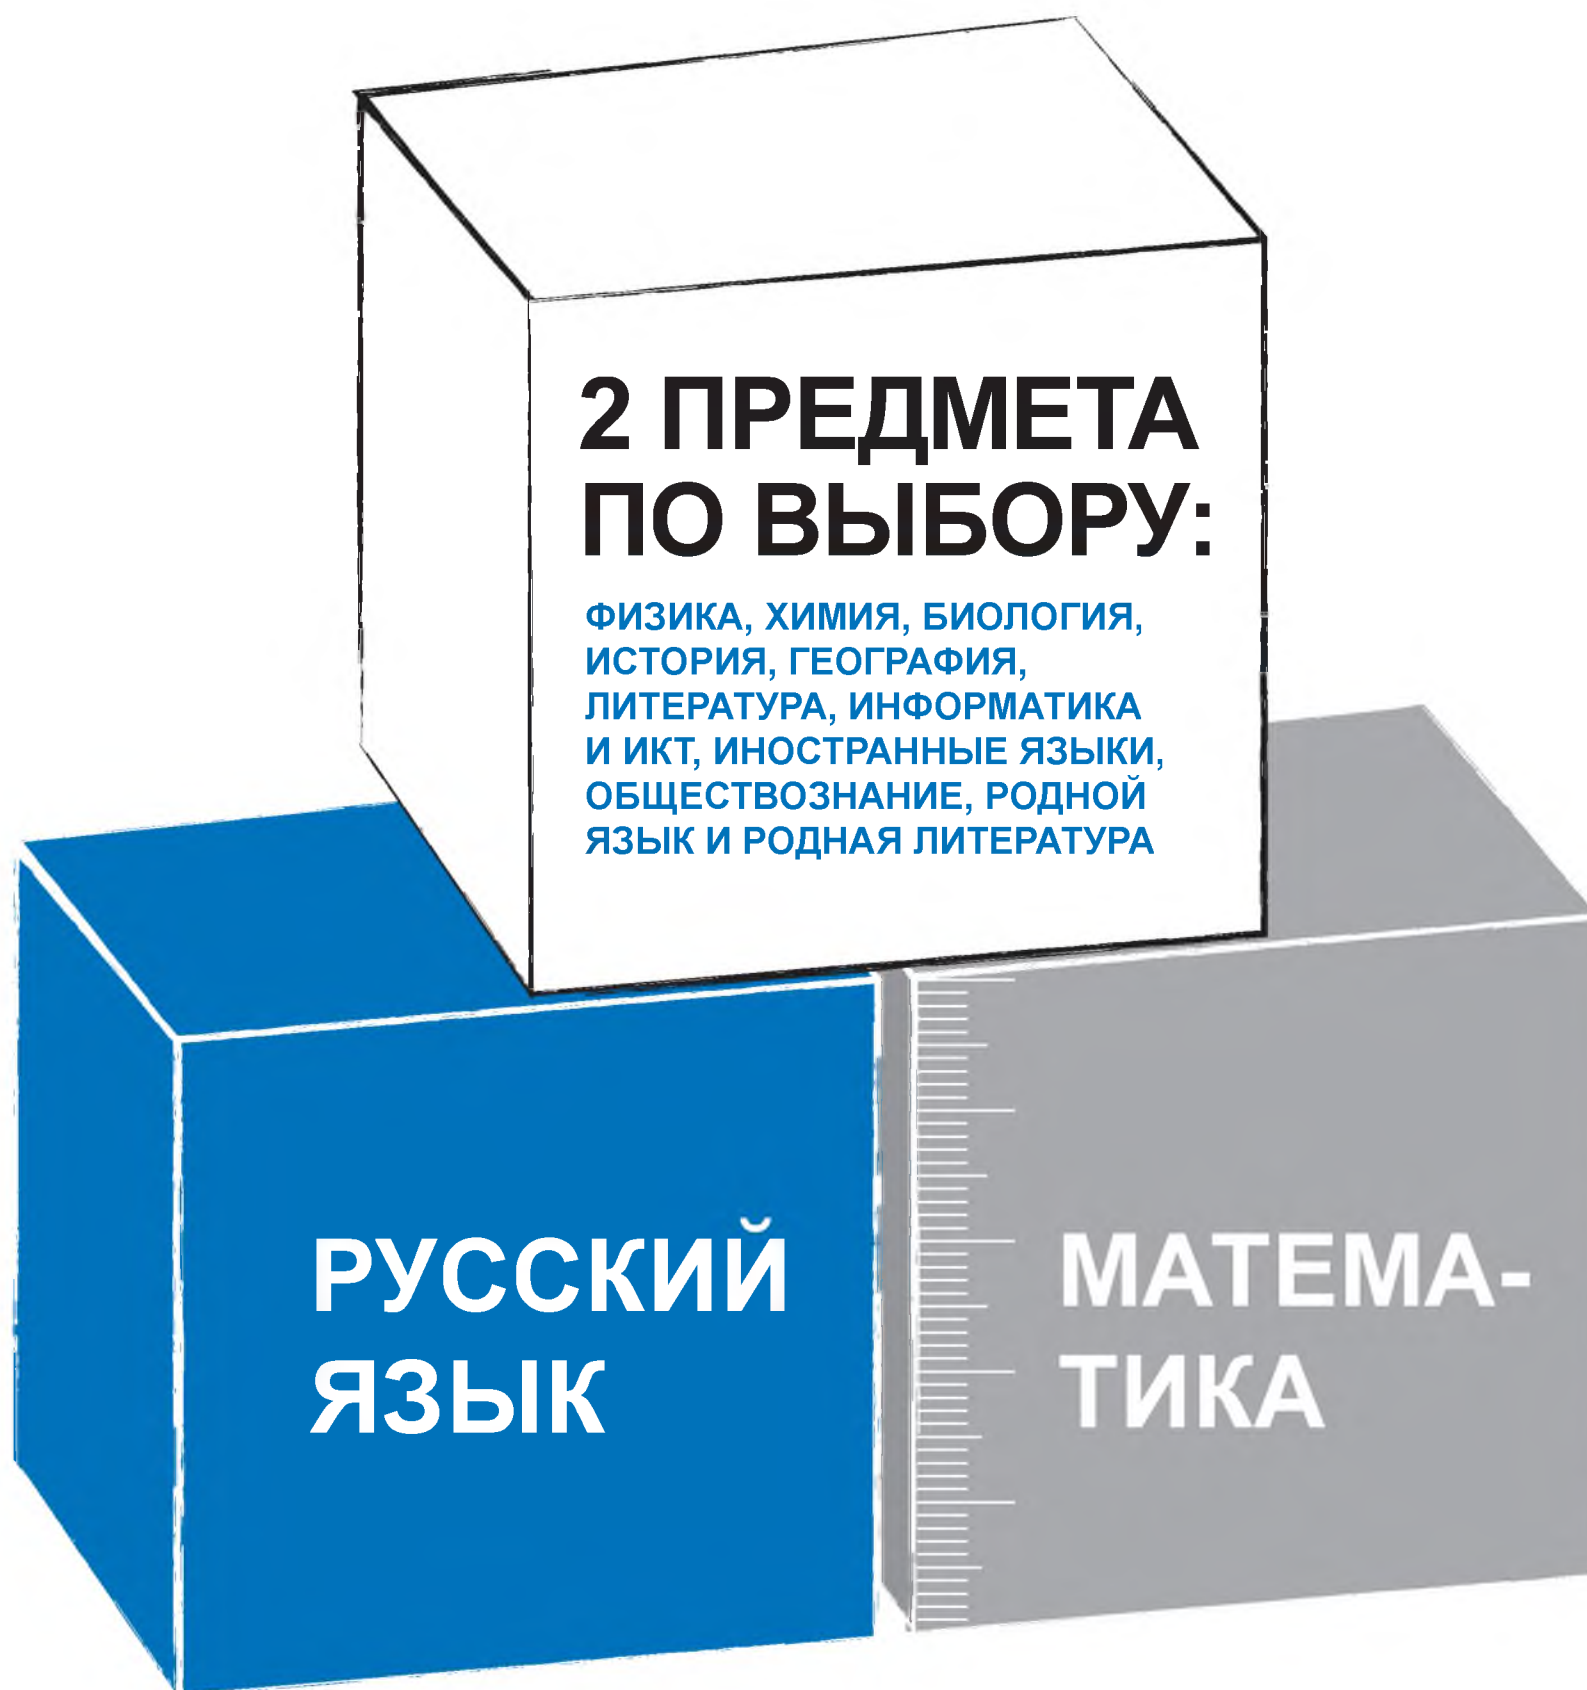 2 ПРЕДМЕТА
ПО ВЫБОРУ:
ФИЗИКА, ХИМИЯ, БИОЛОГИЯ,
ИСТОРИЯ, ГЕОГРАФИЯ,
ЛИТЕРАТУРА, ИНФОРМАТИКА
И ИКТ, ИНОСТРАННЫЕ ЯЗЫКИ,
ОБЩЕСТВОЗНАНИЕ, РОДНОЙ
ЯЗЫК И РОДНАЯ ЛИТЕРАТУРА
РУССКИЙ
ЯЗЫК
МАТЕМА-
ТИКА